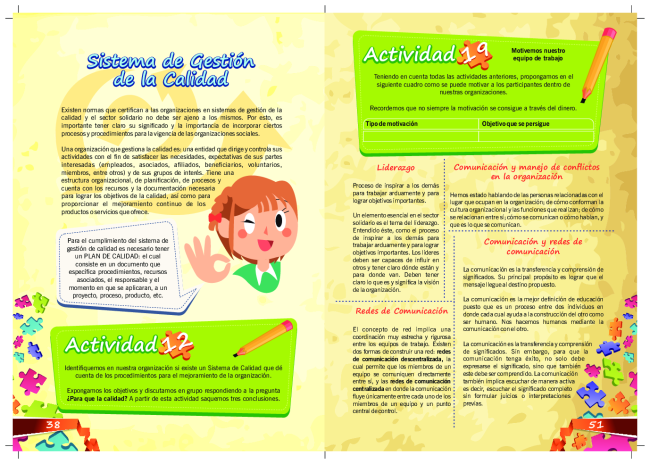 Sistema de Gestión
de la Calidad
Existen normas que certifican a las organizaciones en sistemas de gestión de la
calidad y el sector solidario no debe ser ajeno a los mismos. Por esto, es
importante tener claro su significado y la importancia de incorporar ciertos
procesos y procedimientos para la vigencia de las organizaciones sociales.
Una organización que gestiona la calidad es: una entidad que dirige y controla sus
actividades con el fin de satisfacer las necesidades, expectativas de sus partes
interesadas (empleados, asociados, afiliados, beneficiarios, voluntarios,
miembros, entre otros) y de sus grupos de interés. Tiene una
estructura organizacional, de planificación, de procesos y
cuenta con los recursos y la documentación necesaria
para lograr los objetivos de la calidad, así como para
proporcionar el mejoramiento continuo de los
productos o servicios que ofrece.
Para el cumplimiento del sistema de
gestión de calidad es necesario tener
un PLAN DE CALIDAD: el cual
consiste en un documento que
especifica procedimientos, recursos
asociados, el responsable y el
momento en que se aplicaran, a un
proyecto, proceso, producto, etc.
Actividad 12
Identifiquemos en nuestra organización si existe un Sistema de Calidad que dé
cuenta de los procedimientos para el mejoramiento de la organización.
Expongamos los objetivos y discutamos en grupo respondiendo a la pregunta
¿Para que la calidad? A partir de esta actividad saquemos tres conclusiones.
38
Actividad 19
Motivemos nuestro
equipo de trabajo
Teniendo en cuenta todas las actividades anteriores, propongamos en el
siguiente cuadro como se puede motivar a los participantes dentro de
nuestras organizaciones.
Recordemos que no siempre la motivación se consigue a través del dinero.
Tipo de motivación
Objetivo que se persigue
Liderazgo
Proceso de inspirar a los demás
para trabajar arduamente y para
lograr objetivos importantes.
Un elemento esencial en el sector
solidario es el tema del liderazgo.
Entendido éste, como el proceso
de inspirar a los demás para
trabajar arduamente y para lograr
objetivos importantes. Los líderes
deben ser capaces de influir en
otros y tener claro dónde están y
para donde van. Deben tener
claro lo que es y significa la visión
de la organización.
Redes de Comunicación
El concepto de red implica una
coordinación muy estrecha y rigurosa
entre los equipos de trabajo. Existen
dos formas de construir una red: redes
de comunicación descentralizada, la
cual permite que los miembros de un
equipo se comuniquen directamente
entre sí, y las redes de comunicación
centralizada en donde la comunicación
fluye únicamente entre cada uno de los
miembros de un equipo y un punto
central de control.
Comunicación y manejo de conflictos
en la organización
Hemos estado hablando de las personas relacionadas con el
lugar que ocupan en la organización; de cómo conforman la
cultura organizacional y las funciones que realizan; de cómo
se relacionan entre sí; cómo se comunican o cómo hablan, y
que es lo que se comunican.
Comunicación y redes de
comunicación
La comunicación es la transferencia y comprensión de
significados. Su principal propósito es lograr que el
mensaje llegue al destino propuesto.
La comunicación es la mejor definición de educación
puesto que es un proceso entre dos individuos en
donde cada cual ayuda a la construcción del otro como
ser humano. Nos hacemos humanos mediante la
comunicación con el otro.
La comunicación es la transferencia y comprensión
de significados. Sin embargo, para que la
comunicación tenga éxito, no solo debe
expresarse el significado, sino que también
este debe ser comprendido. La comunicación
también implica escuchar de manera activa
es decir, escuchar el significado completo
sin formular juicios o interpretaciones
previas.
51